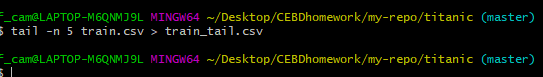 f_cam@LAPTOP-M6QNMJ9L MINGW64 ~/Desktop/CEBDhomework/my-repo/titanic (master)
$ tail -n 5 train.csv > train_tail.csv
f_cam@LAPTOP-M6QNMJ9L MINGW64 ~/Desktop/CEBDhomework/my-repo/titanic (master)
$